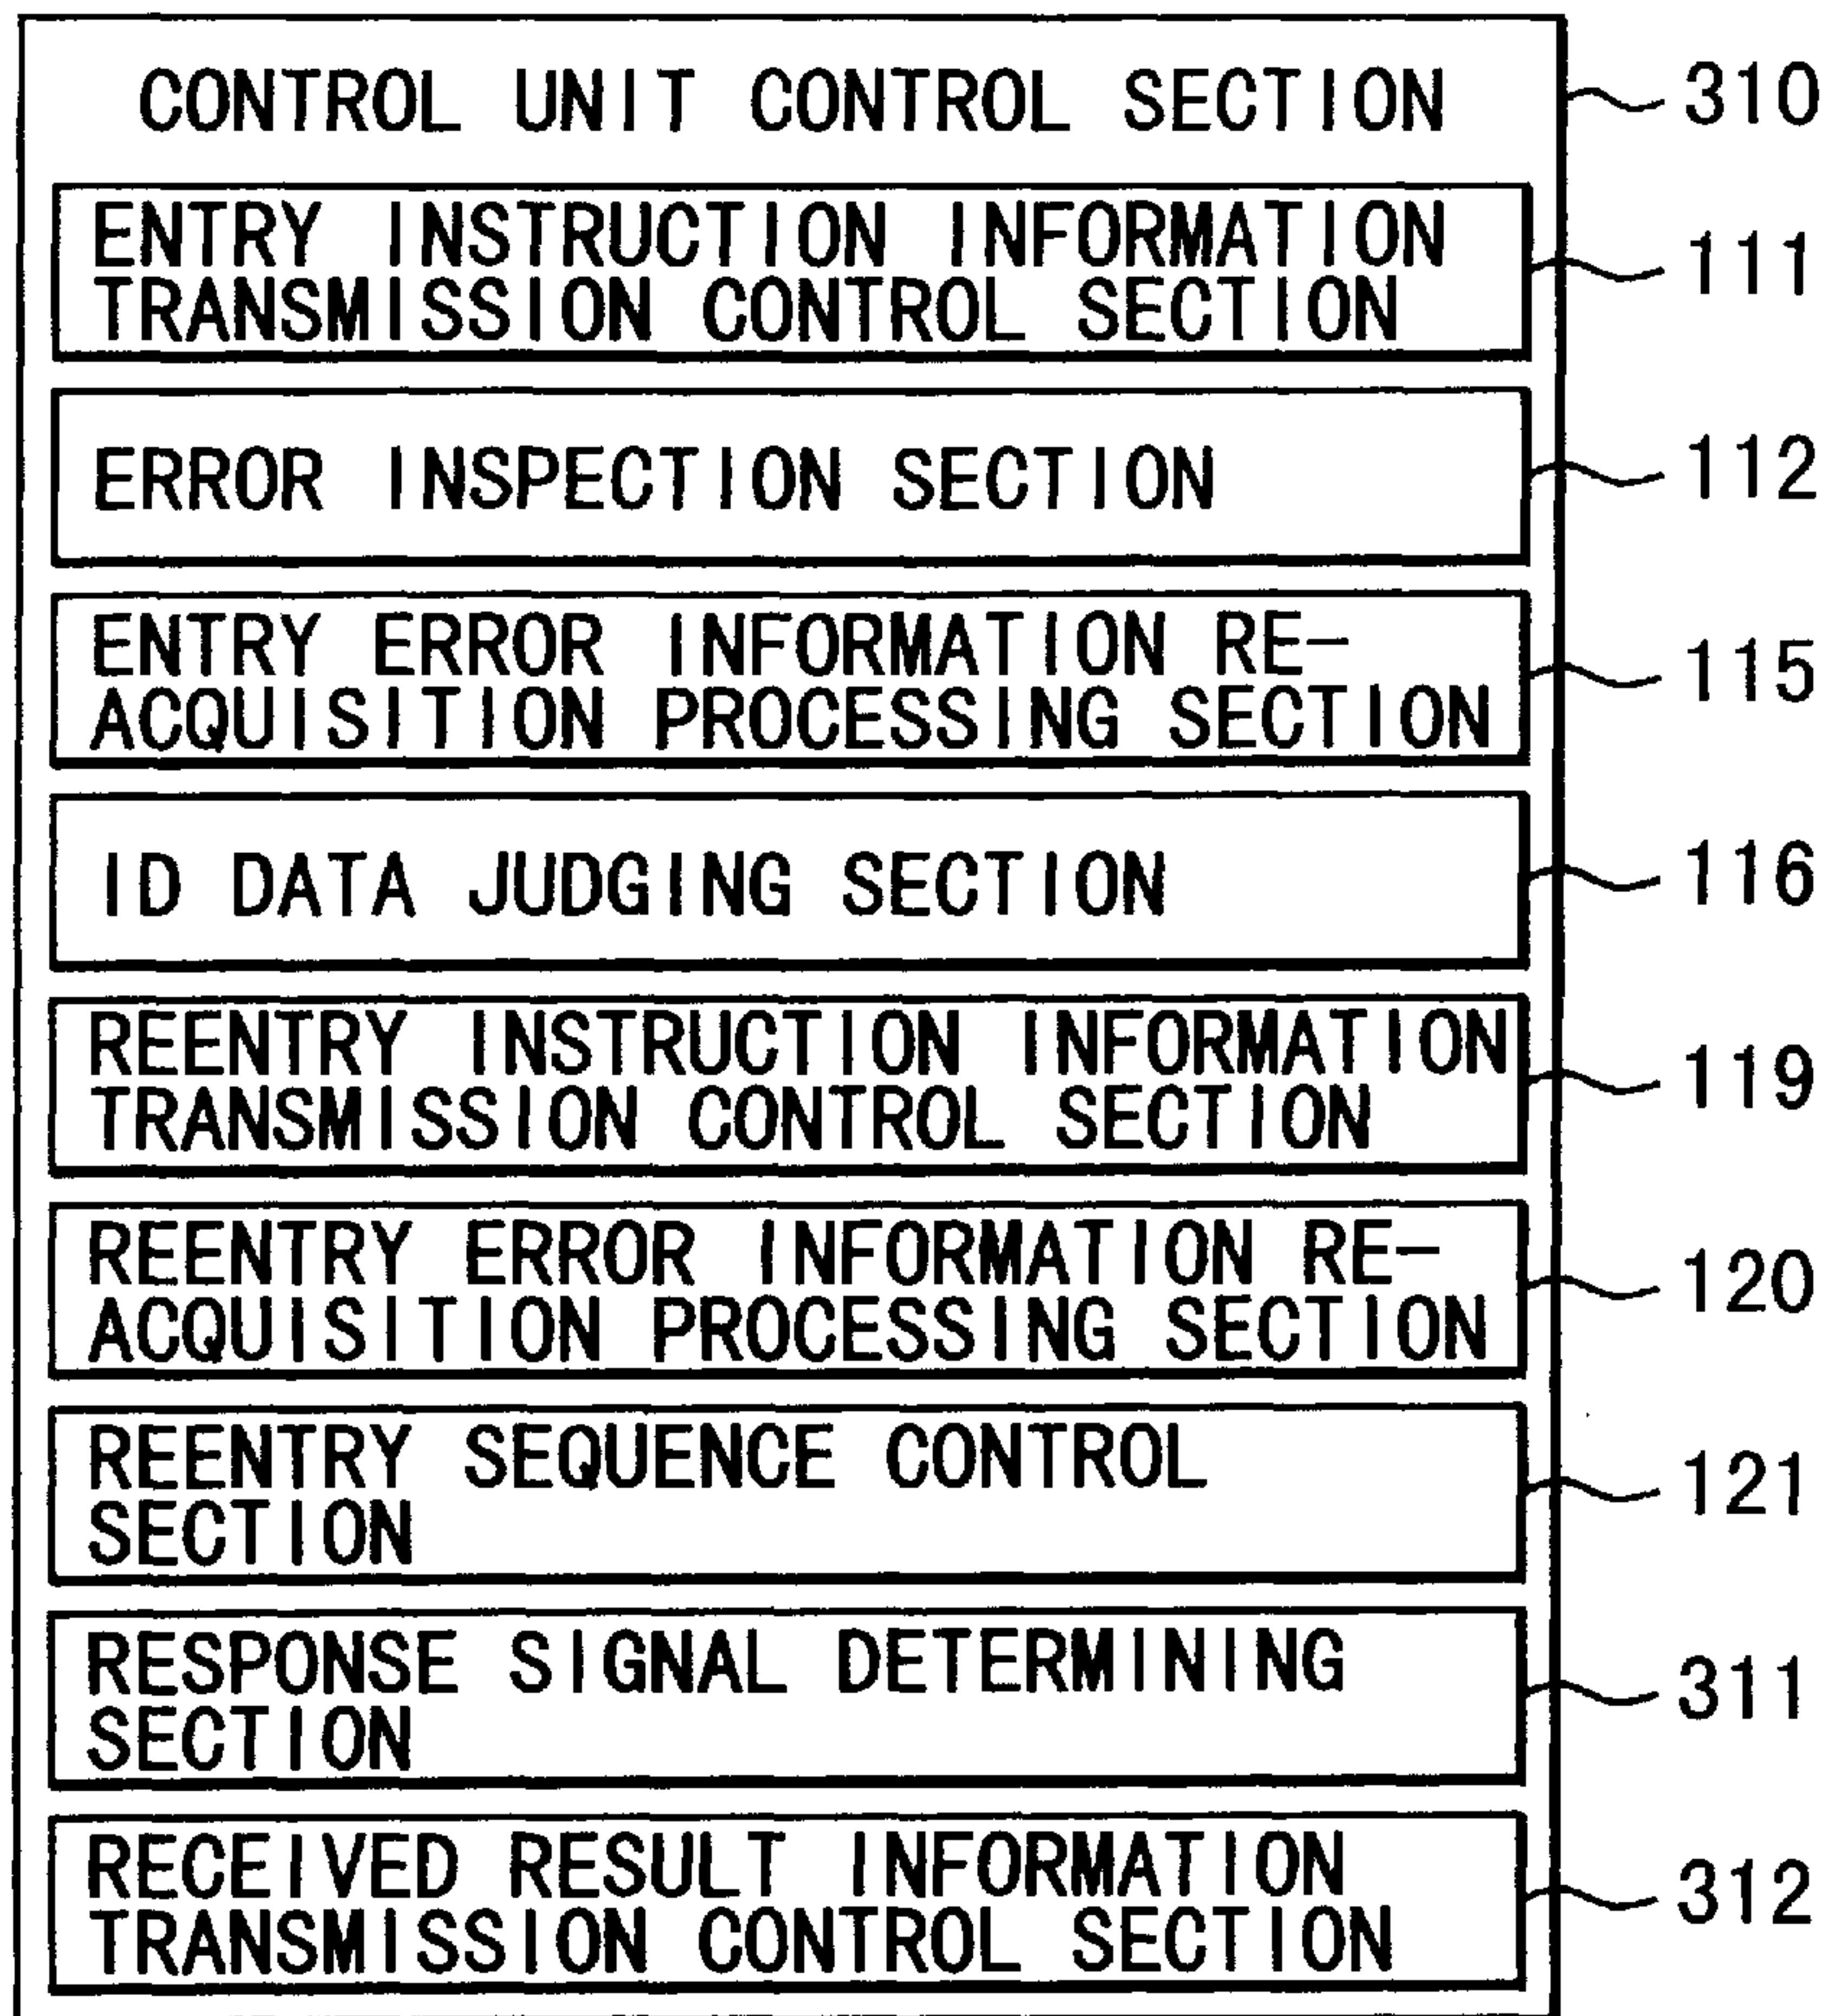 CONTROL UNIT CONTROL SECTION 310
ENTRY INSTRUCTION INFORMATION
TRANSMISSION CONTROL SECTION 111
ERROR INSPECTION SECTION 112
ENTRY ERROR INFORMATION RE-
ACQUISITION PROCESSING SECTION 115
ID DATA JUDGING SECTION 116
REENTRY INSTRUCTION INFORMATION
TRANSMISSION CONTROL SECTION 119
REENTRY ERROR INFORMATION RE-
ACQUISITION PROCESSING SECTION 120
REENTRY SEQUENCE CONTROL
SECTION 121
RESPONSE SIGNAL DETERMINING
SECTION 311
RECEIVED RESULT INFORMATION
TRANSMISSION CONTROL SECTION 312